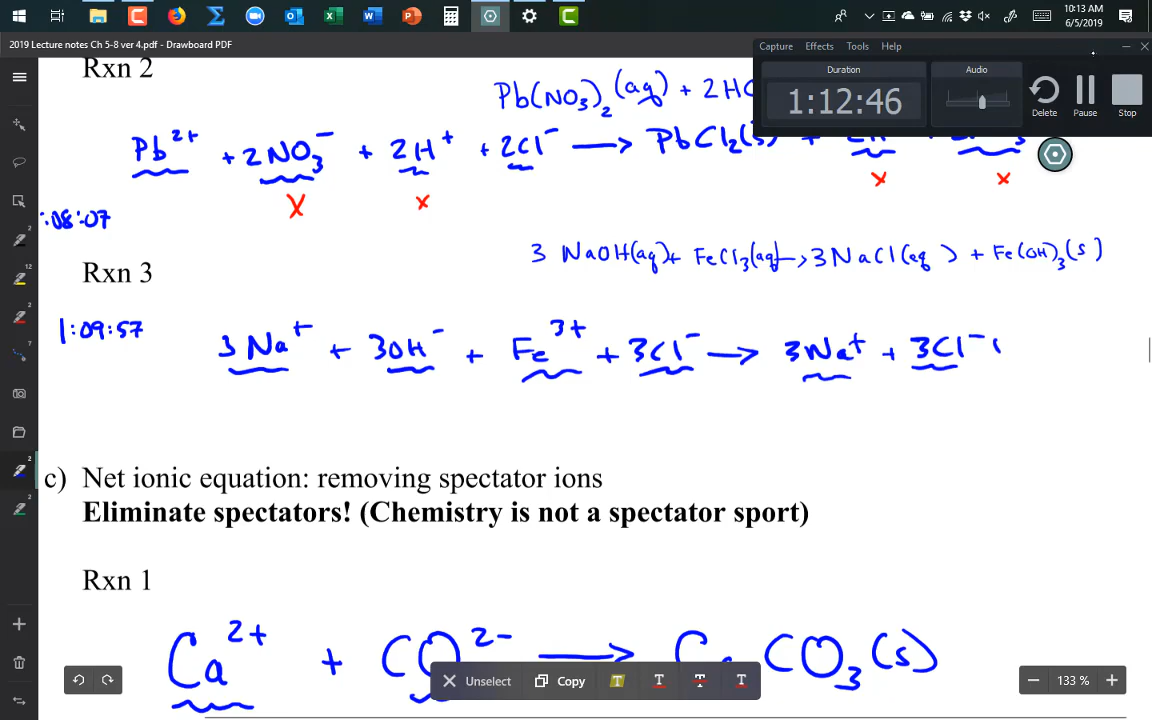 10:13 AM
6/5/2019
2019 Lecture notes Ch 5-8 ver 4.pdf - Drawboard PDF
Capture Effects Tools Help
Duration
Audio
1:12:46
Delete Pause Stop
Rxn 2
Pb(NO₃)₂(aq) + 2HC
Pb²⁺ + 2NO₃⁻ + 2H⁺ + 2Cl⁻ → PbCl₂(s) +
x x x x
:08:07
3 NaOH(aq) + FeCl₃(aq) → 3NaCl(aq) + Fe(OH)₃(s)
Rxn 3
1:09:57
3Na⁺ + 3OH⁻ + Fe³⁺ + 3Cl⁻ → 3Na⁺ + 3Cl⁻
c) Net ionic equation: removing spectator ions
Eliminate spectators! (Chemistry is not a spectator sport)
Rxn 1
Ca²⁺ + CO²⁻ → CaCO₃(s)
Unselect Copy T T T T
133 %